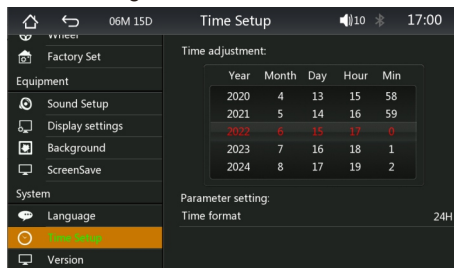 06M 15D Time Setup 10 17:00
Wheel
Factory Set
Equipment
Sound Setup
Display settings
Background
ScreenSave
System
Language
Time Setup
Version
Time adjustment:
Year Month Day Hour Min
2020 4 13 15 58
2021 5 14 16 59
2022 6 15 17 0
2023 7 16 18 1
2024 8 17 19 2
Parameter setting:
Time format 24H